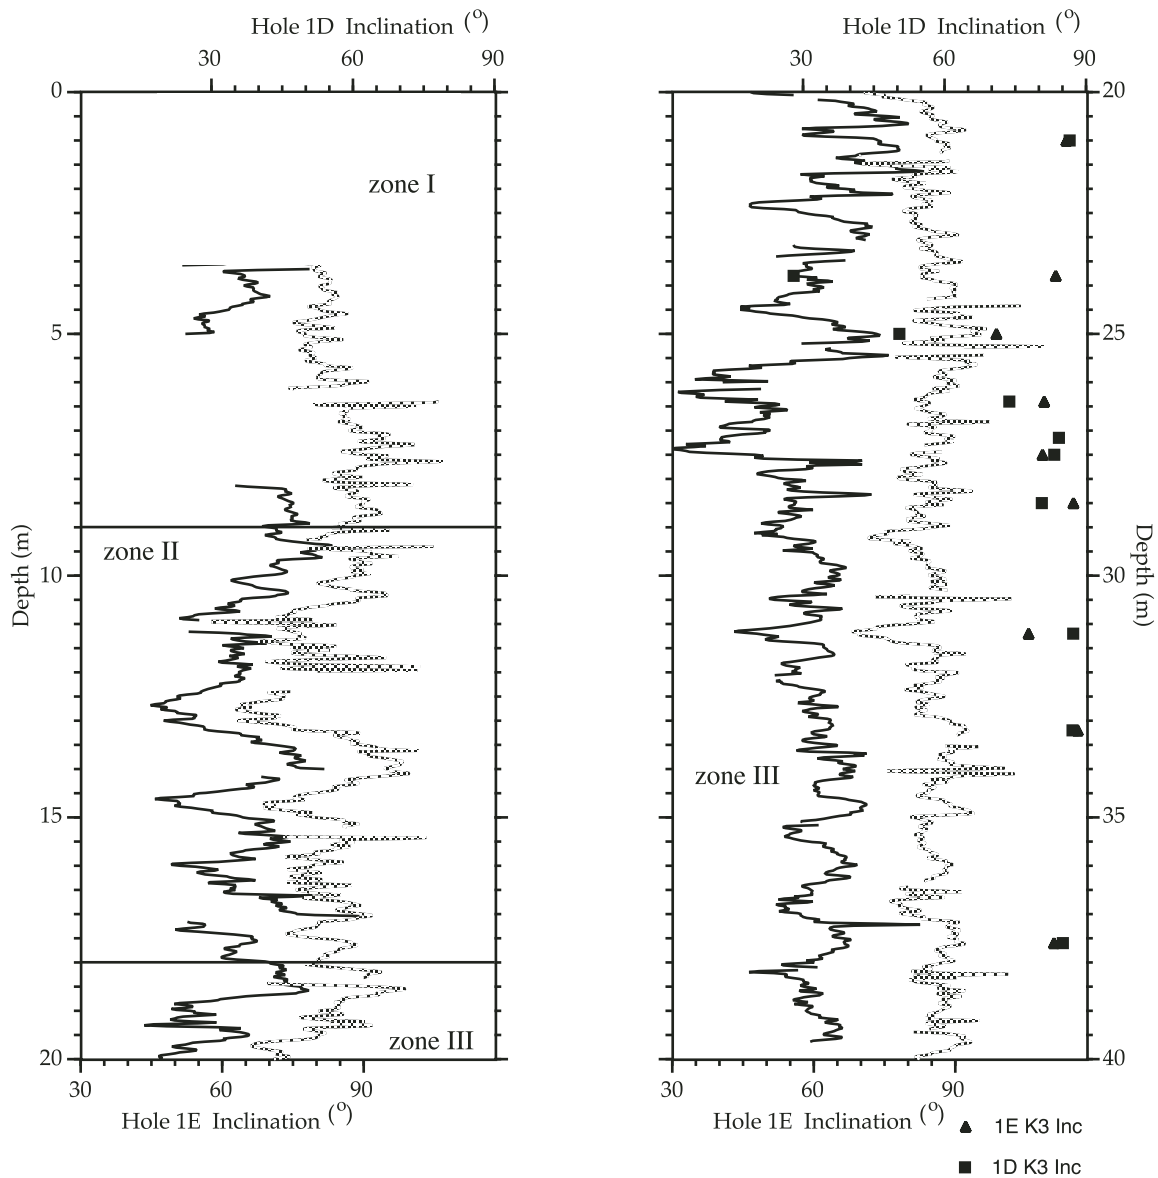 Hole 1D Inclination (o)
30 60 90
0
5
10
15
20
Depth (m)
zone I
zone II
zone III
30 60 90
Hole 1E Inclination (o)
Hole 1D Inclination (o)
30 60 90
20
25
30
35
40
Depth (m)
zone III
30 60 90
Hole 1E Inclination (o)
1E K3 Inc
1D K3 Inc